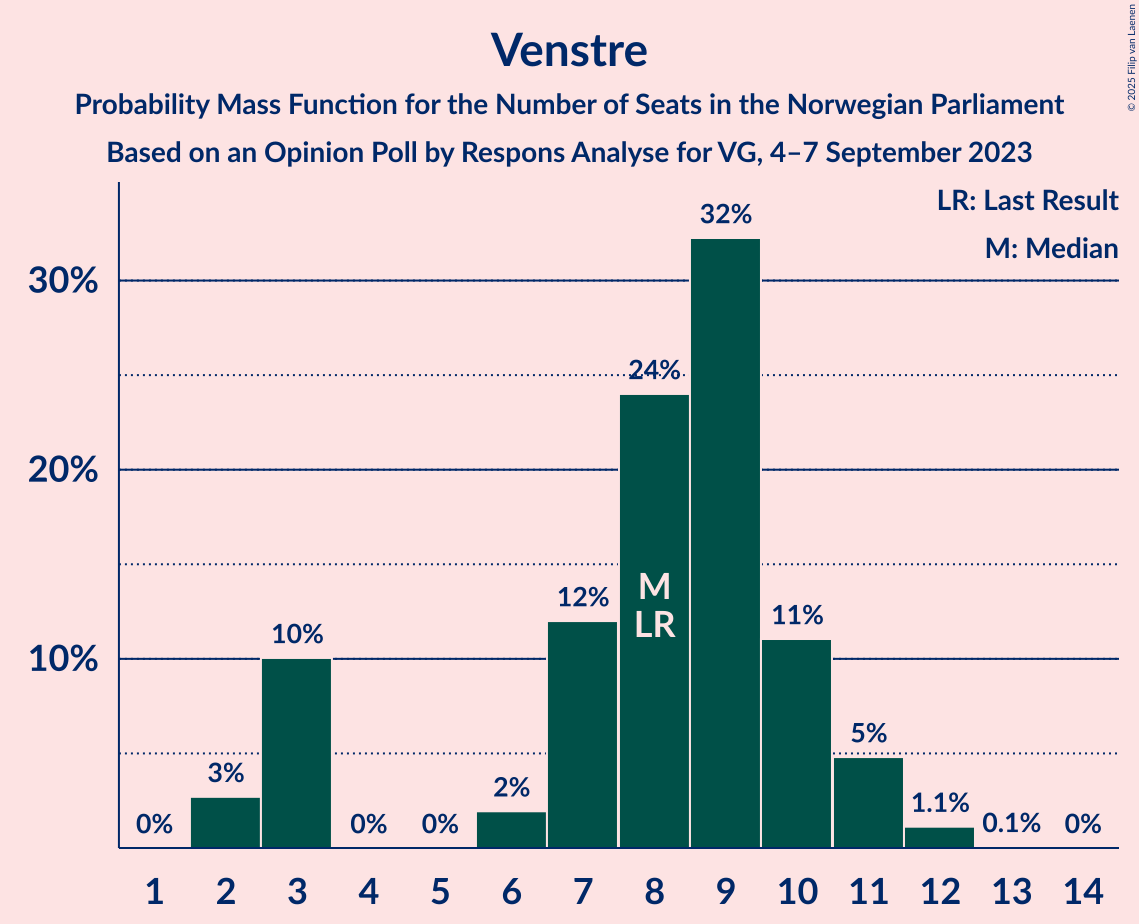 Venstre
Probability Mass Function for the Number of Seats in the Norwegian Parliament
Based on an Opinion Poll by Respons Analyse for VG, 4–7 September 2023
© 2025 Filip van Laenen
LR: Last Result
M: Median
30%
20%
10%
0%
3%
10%
0%
0%
2%
12%
24%
32%
11%
5%
1.1%
0.1%
0%
M
LR
1 2 3 4 5 6 7 8 9 10 11 12 13 14